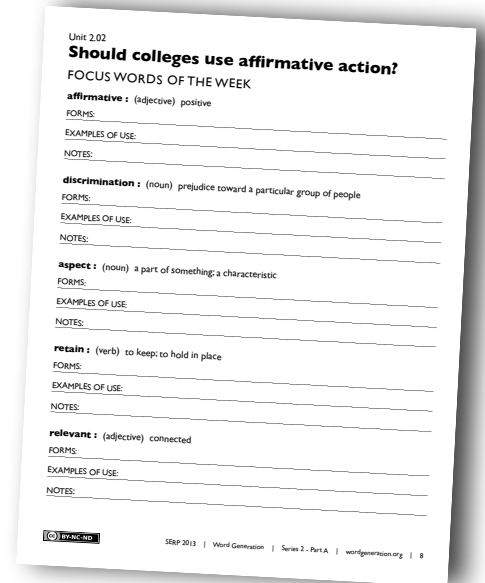 Unit 2.02
Should colleges use affirmative action?
FOCUS WORDS OF THE WEEK
affirmative : (adjective) positive
FORMS:
EXAMPLES OF USE:
NOTES:
discrimination : (noun) prejudice toward a particular group of people
FORMS:
EXAMPLES OF USE:
NOTES:
aspect : (noun) a part of something; a characteristic
FORMS:
EXAMPLES OF USE:
NOTES:
retain : (verb) to keep; to hold in place
FORMS:
EXAMPLES OF USE:
NOTES:
relevant : (adjective) connected
FORMS:
EXAMPLES OF USE:
NOTES:
cc BY-NC-ND SERP 2013 | Word Generation | Series 2 - Part A | wordgeneration.org | 8